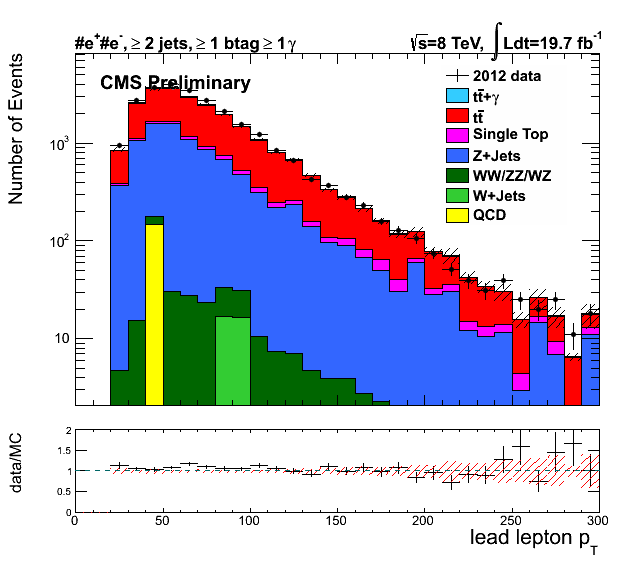 #e⁺#e⁻, ≥ 2 jets, ≥ 1 btag ≥ 1 γ
√s=8 TeV, ∫ Ldt=19.7 fb⁻¹
CMS Preliminary
2012 data
tt̄+γ
tt̄
Single Top
Z+Jets
WW/ZZ/WZ
W+Jets
QCD
Number of Events
10³
10²
10
data/MC
2
1.5
1
0.5
0
0 50 100 150 200 250 300
lead lepton p_T